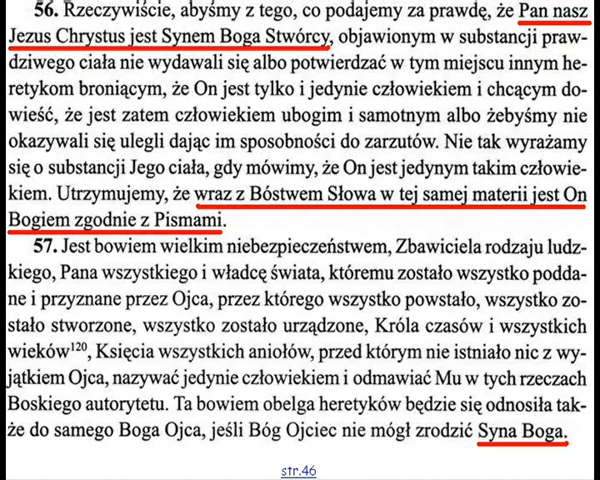 56. Rzeczywiście, abyśmy z tego, co podajemy za prawdę, że Pan nasz
Jezus Chrystus jest Synem Boga Stwórcy, objawionym w substancji praw-
dziwego ciała nie wydawali się albo potwierdzać w tym miejscu innym he-
retykom broniącym, że On jest tylko i jedynie człowiekiem i chcącym do-
wieść, że jest zatem człowiekiem ubogim i samotnym albo żebyśmy nie
okazywali się ulegli dając im sposobności do zarzutów. Nie tak wyrażamy
się o substancji Jego ciała, gdy mówimy, że On jest jedynym takim człowie-
kiem. Utrzymujemy, że wraz z Bóstwem Słowa w tej samej materii jest On
Bogiem zgodnie z Pismami.
57. Jest bowiem wielkim niebezpieczeństwem, Zbawiciela rodzaju ludz-
kiego, Pana wszystkiego i władcę świata, któremu zostało wszystko podda-
ne i przyznane przez Ojca, przez którego wszystko powstało, wszystko zo-
stało stworzone, wszystko zostało urządzone, Króla czasów i wszystkich
wieków120, Księcia wszystkich aniołów, przed którym nie istniało nic z wy-
jątkiem Ojca, nazywać jedynie człowiekiem i odmawiać Mu w tych rzeczach
Boskiego autorytetu. Ta bowiem obelga heretyków będzie się odnosiła tak-
że do samego Boga Ojca, jeśli Bóg Ojciec nie mógł zrodzić Syna Boga.
str.46